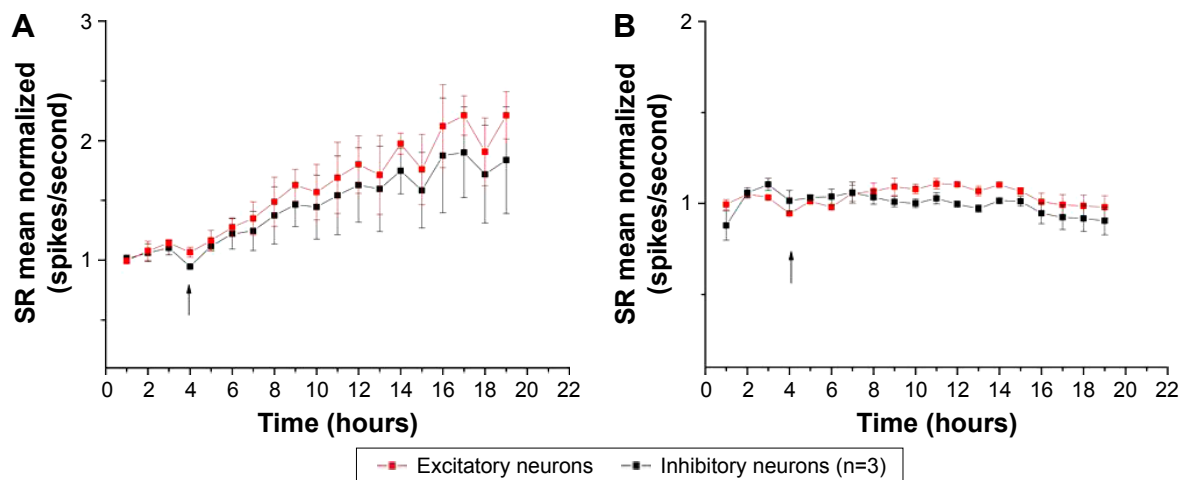 A
SR mean normalized
(spikes/second)
3
2
1
0 2 4 6 8 10 12 14 16 18 20 22
Time (hours)
B
SR mean normalized
(spikes/second)
2
1
0 2 4 6 8 10 12 14 16 18 20 22
Time (hours)
Excitatory neurons
Inhibitory neurons (n=3)